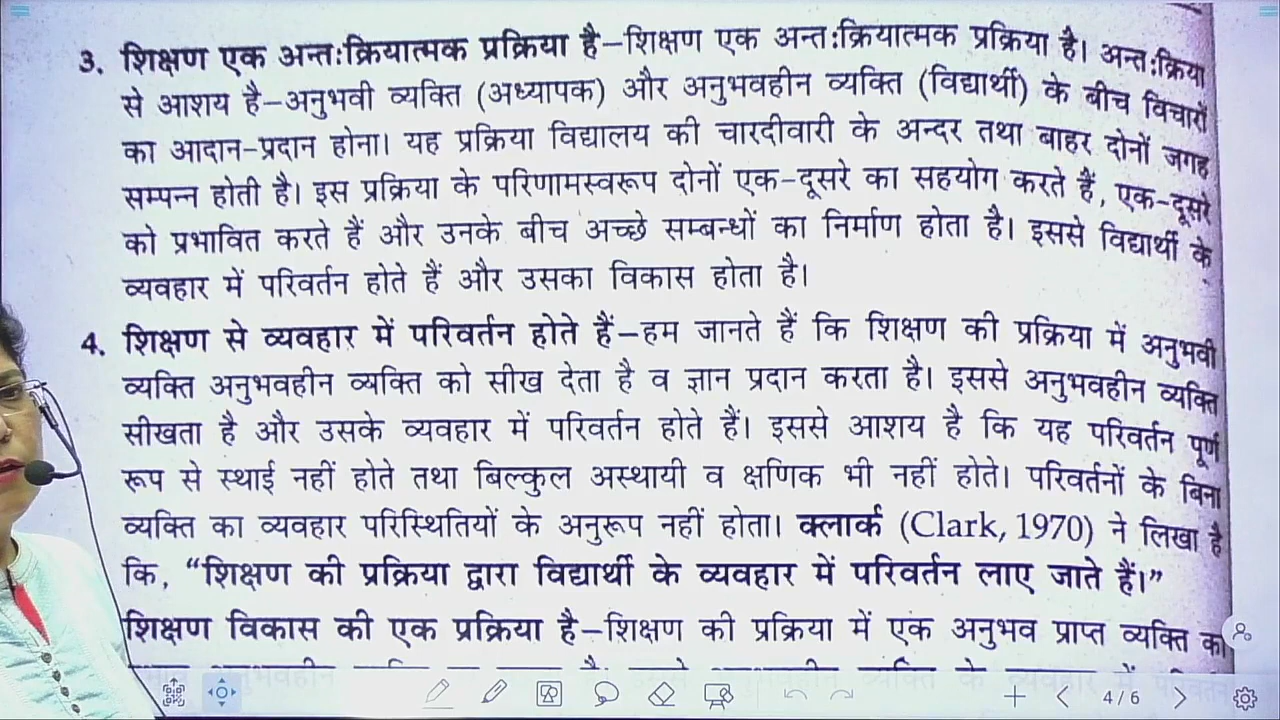 3. शिक्षण एक अन्त:क्रियात्मक प्रक्रिया है–शिक्षण एक अन्त:क्रियात्मक प्रक्रिया है। अन्त:क्रिया
से आशय है–अनुभवी व्यक्ति (अध्यापक) और अनुभवहीन व्यक्ति (विद्यार्थी) के बीच विचारों
का आदान-प्रदान होना। यह प्रक्रिया विद्यालय की चारदीवारी के अन्दर तथा बाहर दोनों जगह
सम्पन्न होती है। इस प्रक्रिया के परिणामस्वरूप दोनों एक-दूसरे का सहयोग करते हैं, एक-दूसरे
को प्रभावित करते हैं और उनके बीच अच्छे सम्बन्धों का निर्माण होता है। इससे विद्यार्थी के
व्यवहार में परिवर्तन होते हैं और उसका विकास होता है।
4. शिक्षण से व्यवहार में परिवर्तन होते हैं–हम जानते हैं कि शिक्षण की प्रक्रिया में अनुभवी
व्यक्ति अनुभवहीन व्यक्ति को सीख देता है व ज्ञान प्रदान करता है। इससे अनुभवहीन व्यक्ति
सीखता है और उसके व्यवहार में परिवर्तन होते हैं। इससे आशय है कि यह परिवर्तन पूर्ण
रूप से स्थाई नहीं होते तथा बिल्कुल अस्थायी व क्षणिक भी नहीं होते। परिवर्तनों के बिना
व्यक्ति का व्यवहार परिस्थितियों के अनुरूप नहीं होता। क्लार्क (Clark, 1970) ने लिखा है
कि, “शिक्षण की प्रक्रिया द्वारा विद्यार्थी के व्यवहार में परिवर्तन लाए जाते हैं।”
शिक्षण विकास की एक प्रक्रिया है–शिक्षण की प्रक्रिया में एक अनुभव प्राप्त व्यक्ति का
4/6